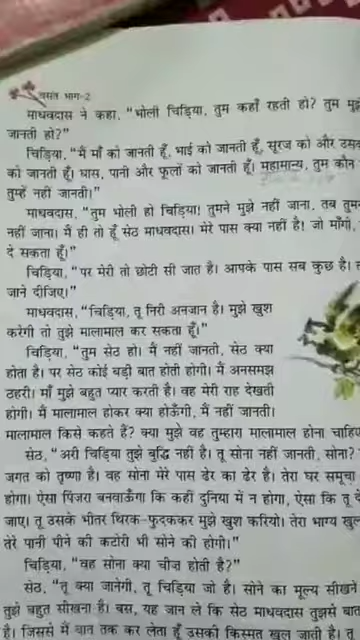 वसंत भाग-2
माधवदास ने कहा, “भोली चिड़िया, तुम कहाँ रहती हो? तुम मुझे
जानती हो?”
चिड़िया, “मैं माँ को जानती हूँ, भाई को जानती हूँ, सूरज को और उसकी
को जानती हूँ। घास, पानी और फूलों को जानती हूँ। महामान्य, तुम कौन
तुम्हें नहीं जानती।”
माधवदास, “तुम भोली हो चिड़िया! तुमने मुझे नहीं जाना, तब तुमने
नहीं जाना। मैं ही तो हूँ सेठ माधवदास। मेरे पास क्या नहीं है! जो माँगो,
दे सकता हूँ।”
चिड़िया, “पर मेरी तो छोटी सी जात है। आपके पास सब कुछ है।
जाने दीजिए।”
माधवदास, “चिड़िया, तू निरी अनजान है। मुझे खुश
करेगी तो तुझे मालामाल कर सकता हूँ।”
चिड़िया, “तुम सेठ हो। मैं नहीं जानती, सेठ क्या
होता है। पर सेठ कोई बड़ी बात होती होगी। मैं अनसमझ
ठहरी। माँ मुझे बहुत प्यार करती है। वह मेरी राह देखती
होगी। मैं मालामाल होकर क्या होऊँगी, मैं नहीं जानती।
मालामाल किसे कहते हैं? क्या मुझे वह तुम्हारा मालामाल होना चाहिए
सेठ, “अरी चिड़िया तुझे बुद्धि नहीं है। तू सोना नहीं जानती, सोना?
जगत को तृष्णा है। वह सोना मेरे पास ढेर का ढेर है। तेरा घर समूचा
होगा। ऐसा पिंजरा बनवाऊँगा कि कहीं दुनिया में न होगा, ऐसा कि तू दे
जाए। तू उसके भीतर थिरक-फुदककर मुझे खुश करियो। तेरा भाग्य खुल
तेरे पानी पीने की कटोरी भी सोने की होगी।”
चिड़िया, “वह सोना क्या चीज़ होती है?”
सेठ, “तू क्या जानेगी, तू चिड़िया जो है। सोने का मूल्य सीखने
तुझे बहुत सीखना है। बस, यह जान ले कि सेठ माधवदास तुझसे बात
है। जिससे मैं बात तक कर लेता हूँ उसकी किस्मत खुल जाती है। तू